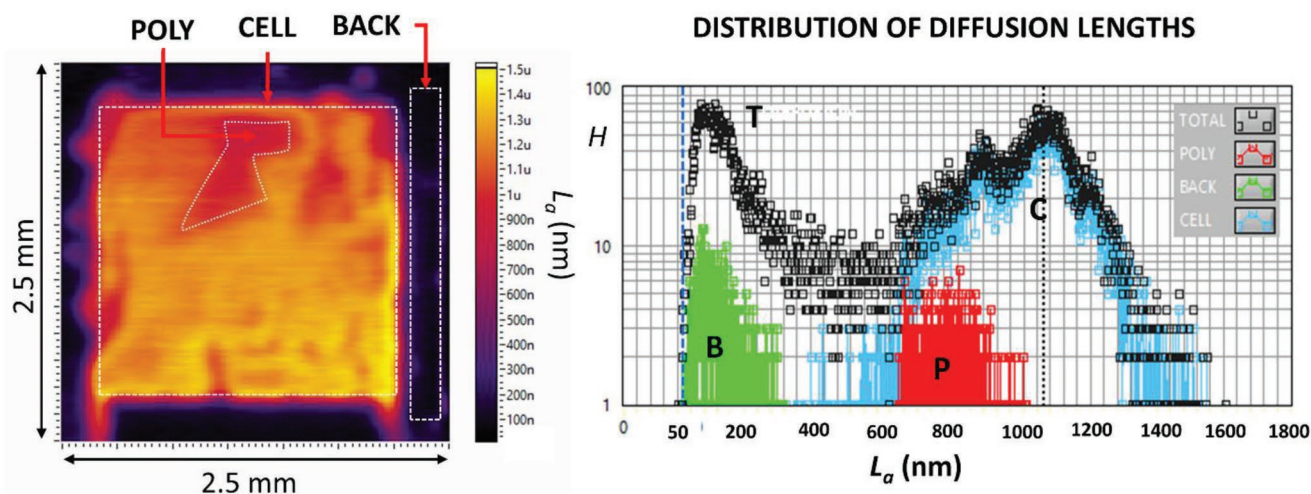 POLY CELL BACK
2.5 mm
2.5 mm
1.5u
1.4u
1.3u
1.2u
1.1u
1u
900n
800n
700n
600n
500n
400n
300n
200n
100n
La (nm)
DISTRIBUTION OF DIFFUSION LENGTHS
H
100
10
1
T
B
P
C
TOTAL
POLY
BACK
CELL
0 50 200 400 600 800 1000 1200 1400 1600 1800
La (nm)